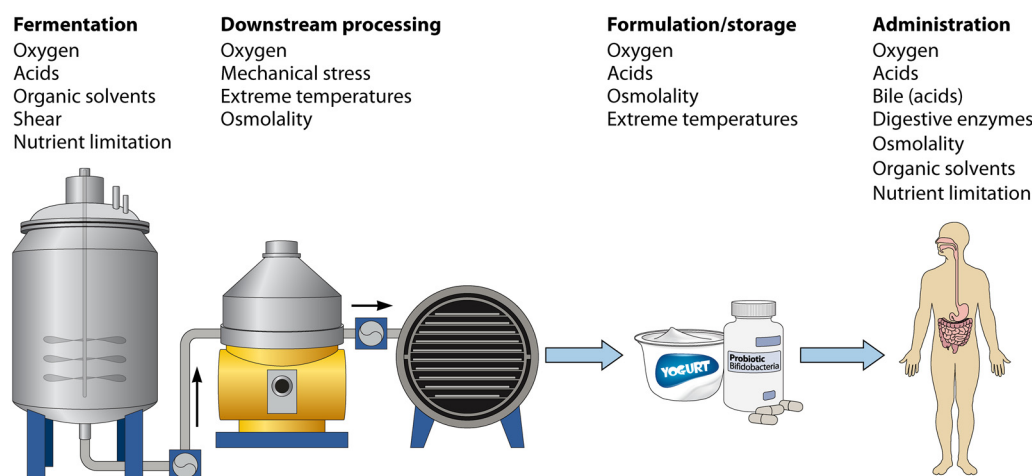 Fermentation
Oxygen
Acids
Organic solvents
Shear
Nutrient limitation
Downstream processing
Oxygen
Mechanical stress
Extreme temperatures
Osmolality
Formulation/storage
Oxygen
Acids
Osmolality
Extreme temperatures
Administration
Oxygen
Acids
Bile (acids)
Digestive enzymes
Osmolality
Organic solvents
Nutrient limitation
YOGURT
Probiotic
Bifidobacteria